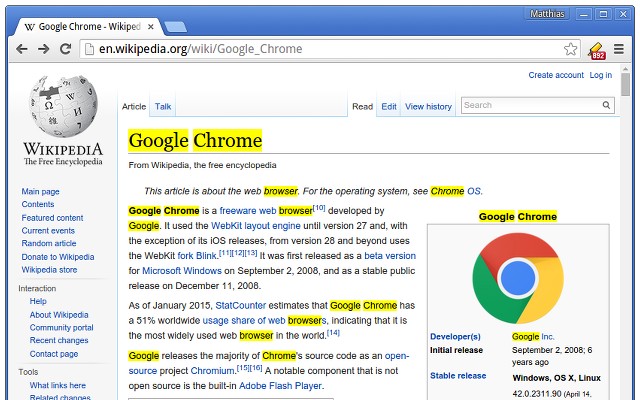 Matthias
Google Chrome - Wikiped
en.wikipedia.org/wiki/Google_Chrome
892
Create account Log in
Article Talk Read Edit View history Search
WIKIPEDIA
The Free Encyclopedia
Main page
Contents
Featured content
Current events
Random article
Donate to Wikipedia
Wikipedia store
Interaction
Help
About Wikipedia
Community portal
Recent changes
Contact page
Tools
What links here
Related changes
Google Chrome
From Wikipedia, the free encyclopedia
This article is about the web browser. For the operating system, see Chrome OS.
Google Chrome is a freeware web browser[10] developed by
Google. It used the WebKit layout engine until version 27 and, with
the exception of its iOS releases, from version 28 and beyond uses
the WebKit fork Blink.[11][12][13] It was first released as a beta version
for Microsoft Windows on September 2, 2008, and as a stable public
release on December 11, 2008.
As of January 2015, StatCounter estimates that Google Chrome has
a 51% worldwide usage share of web browsers, indicating that it is
the most widely used web browser in the world.[14]
Google releases the majority of Chrome's source code as an open-
source project Chromium.[15][16] A notable component that is not
open source is the built-in Adobe Flash Player.
Google Chrome
Developer(s) Google Inc.
Initial release September 2, 2008; 6
years ago
Stable release Windows, OS X, Linux
42.0.2311.90 (April 14,